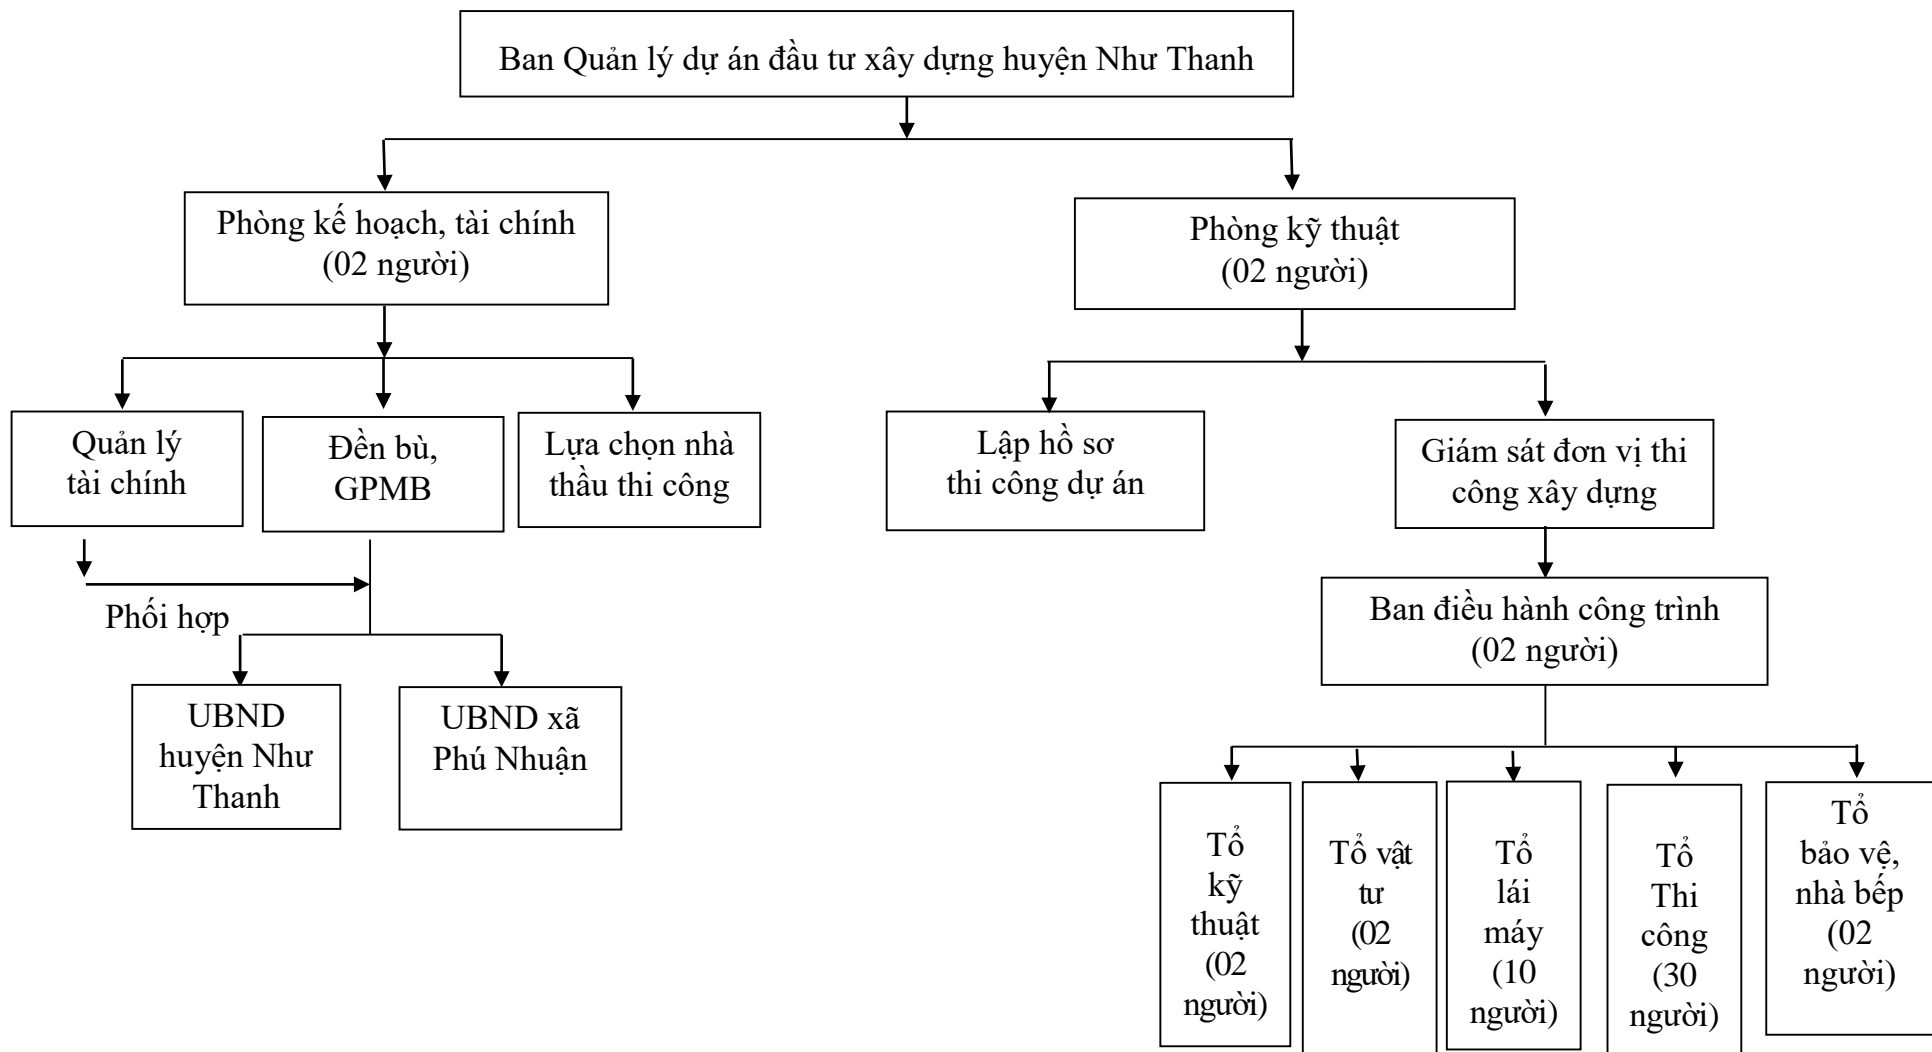 Ban Quản lý dự án đầu tư xây dựng huyện Như Thanh
Phòng kế hoạch, tài chính
(02 người)
Phòng kỹ thuật
(02 người)
Quản lý
tài chính
Đền bù,
GPMB
Lựa chọn nhà
thầu thi công
Lập hồ sơ
thi công dự án
Giám sát đơn vị thi
công xây dựng
Phối hợp
Ban điều hành công trình
(02 người)
UBND
huyện Như
Thanh
UBND xã
Phú Nhuận
Tổ
kỹ
thuật
(02
người)
Tổ vật
tư
(02
người)
Tổ
lái
máy
(10
người)
Tổ
Thi
công
(30
người)
Tổ
bảo vệ,
nhà bếp
(02
người)